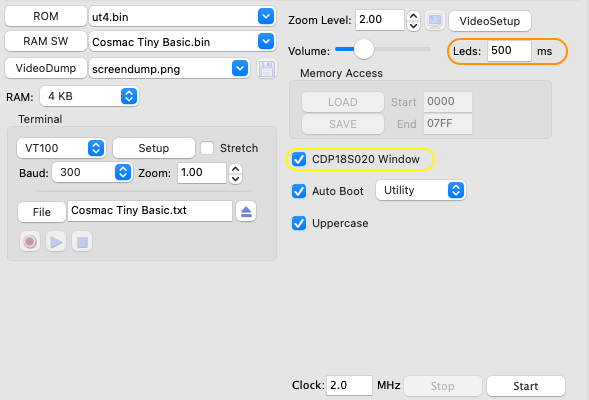 ROM ut4.bin
RAM SW Cosmac Tiny Basic.bin
VideoDump screendump.png
RAM: 4 KB
Terminal
VT100 Setup Stretch
Baud: 300 Zoom: 1.00
File Cosmac Tiny Basic.txt
Zoom Level: 2.00 VideoSetup
Volume: Leds: 500 ms
Memory Access
LOAD Start 0000
SAVE End 07FF
CDP18S020 Window
Auto Boot Utility
Uppercase
Clock: 2.0 MHz Stop Start